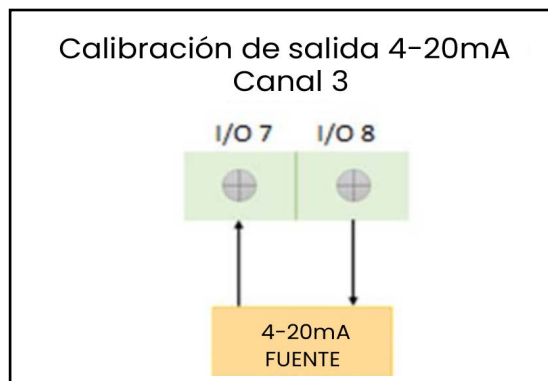 Calibración de salida 4-20mA
Canal 3
I/O 7 I/O 8
4-20mA
FUENTE